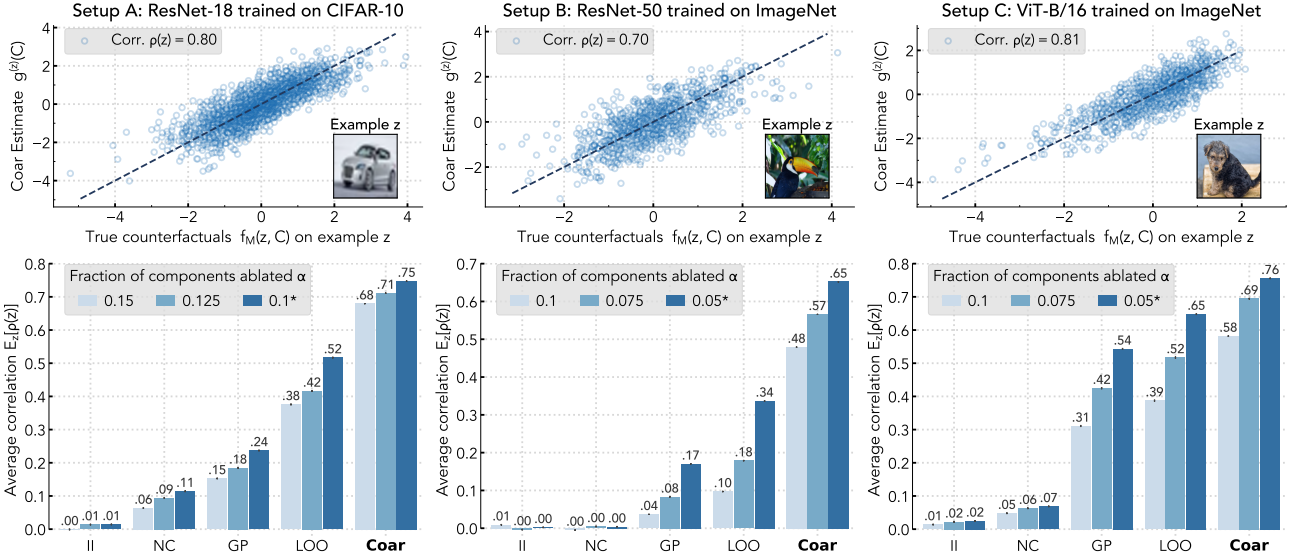 Setup A: ResNet-18 trained on CIFAR-10
Corr. ρ(z) = 0.80
Coar Estimate g⁽ᶻ⁾(C)
4
2
0
−2
−4
Example z
−4 −2 0 2 4
True counterfactuals f_M(z, C) on example z
Setup B: ResNet-50 trained on ImageNet
Corr. ρ(z) = 0.70
Coar Estimate g⁽ᶻ⁾(C)
4
2
0
−2
Example z
−2 0 2 4
True counterfactuals f_M(z, C) on example z
Setup C: ViT-B/16 trained on ImageNet
Corr. ρ(z) = 0.81
Coar Estimate g⁽ᶻ⁾(C)
2
0
−2
−4
Example z
−4 −2 0 2
True counterfactuals f_M(z, C) on example z
Average correlation E_z[ρ(z)]
0.8
0.7
0.6
0.5
0.4
0.3
0.2
0.1
0.0
Fraction of components ablated α
0.15 0.125 0.1*
.00 .01 .01
.06 .09 .11
.15 .18 .24
.38 .42 .52
.68 .71 .75
II NC GP LOO Coar
Average correlation E_z[ρ(z)]
0.7
0.6
0.5
0.4
0.3
0.2
0.1
0.0
Fraction of components ablated α
0.1 0.075 0.05*
.01 .00 .00
.00 .00 .00
.04 .08 .17
.10 .18 .34
.48 .57 .65
II NC GP LOO Coar
Average correlation E_z[ρ(z)]
0.8
0.7
0.6
0.5
0.4
0.3
0.2
0.1
0.0
Fraction of components ablated α
0.1 0.075 0.05*
.01 .02 .02
.05 .06 .07
.31 .42 .54
.39 .52 .65
.58 .69 .76
II NC GP LOO Coar